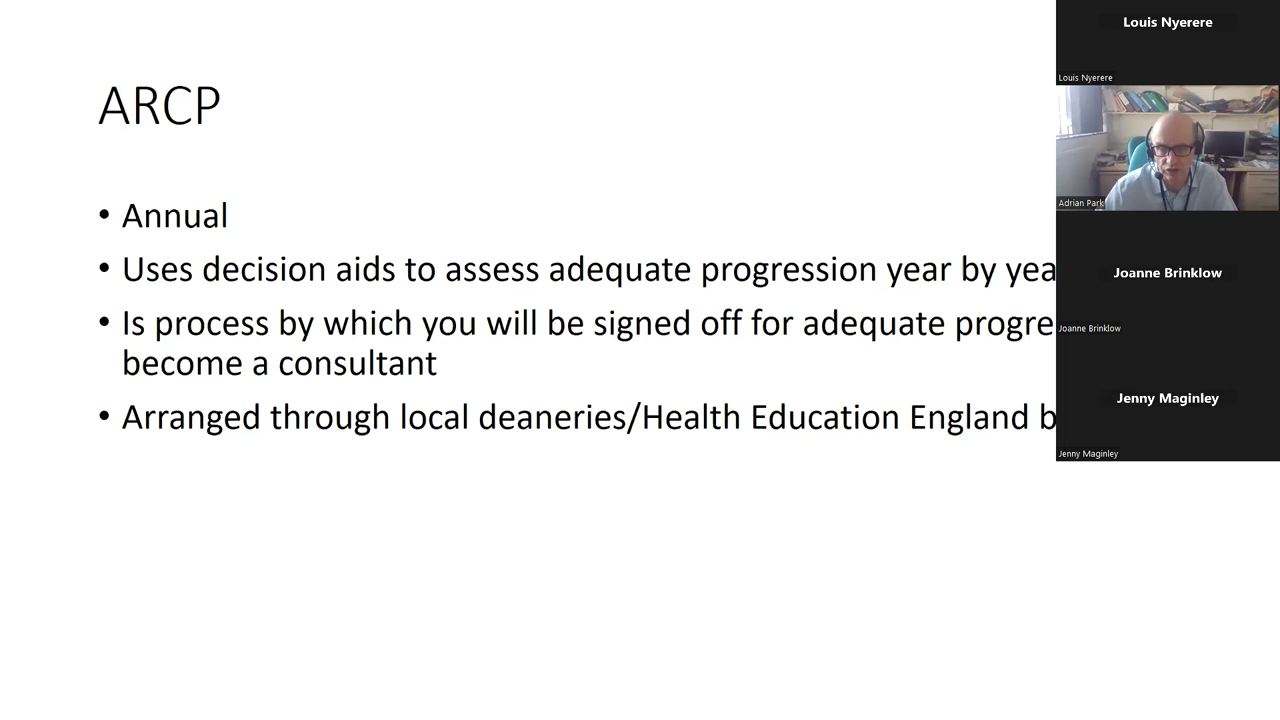 ARCP
• Annual
• Uses decision aids to assess adequate progression year by yea
• Is process by which you will be signed off for adequate progre
become a consultant
• Arranged through local deaneries/Health Education England b
Louis Nyerere
Louis Nyerere
Adrian Park
Joanne Brinklow
Joanne Brinklow
Jenny Maginley
Jenny Maginley